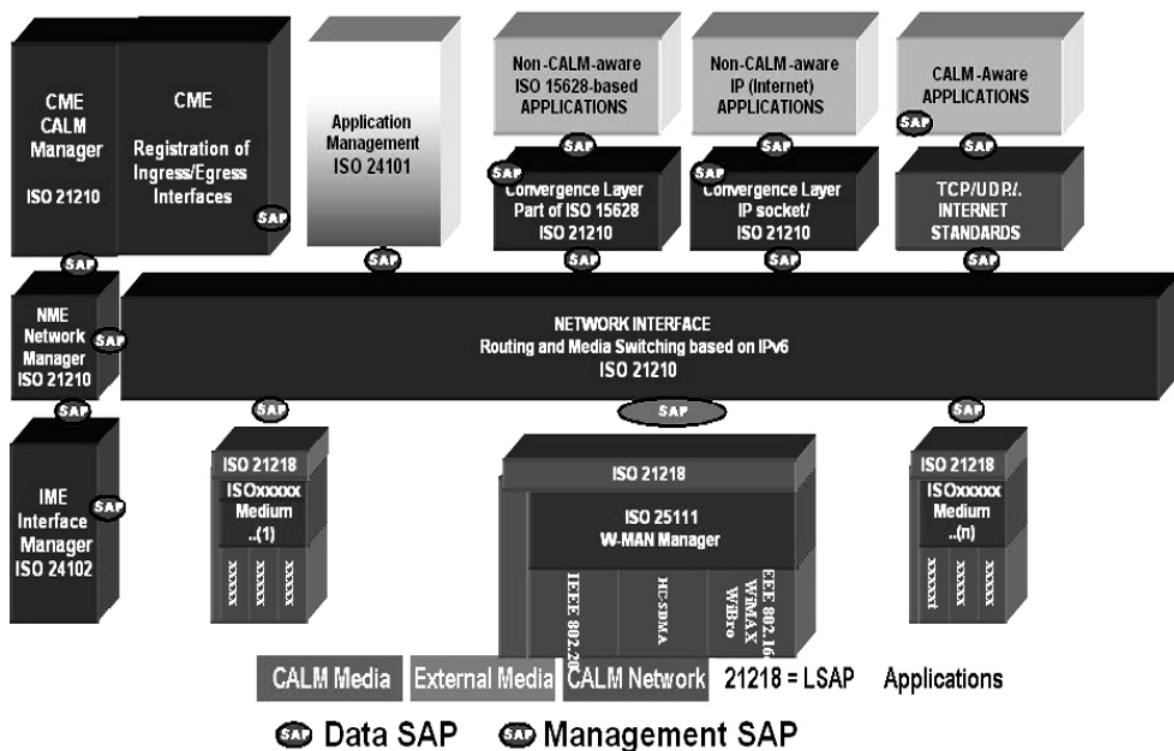 CME
CALM
Manager
ISO 21210
CME
Registration of
Ingress/Egress
Interfaces
SAP
Application
Management
ISO 24101
Non-CALM-aware
ISO 15628-based
APPLICATIONS
SAP
SAP
Convergence Layer
Part of ISO 15628
ISO 21210
Non-CALM-aware
IP (Internet)
APPLICATIONS
SAP
SAP
Convergence Layer
IP socket/
ISO 21210
CALM-Aware
APPLICATIONS
SAP
SAP
TCP/UDP/.
INTERNET
STANDARDS
SAP
SAP
SAP
SAP
SAP
NME
Network
Manager
ISO 21210
SAP
NETWORK INTERFACE
Routing and Media Switching based on IPv6
ISO 21210
SAP
SAP
SAP
SAP
IME
Interface
Manager
ISO 24102
SAP
ISO 21218
ISOxxxxx
Medium
..(1)
xxxxx
xxxxx
xxxxx
ISO 21218
ISO 25111
W-MAN Manager
IEEE 802.20
HC-SDMA
EEE 802.16
WiMAX
WiBro
ISO 21218
ISOxxxxx
Medium
..(n)
xxxxxt
xxxxx
xxxxx
CALM Media
External Media
CALM Network
21218 = LSAP
Applications
SAP Data SAP
SAP Management SAP